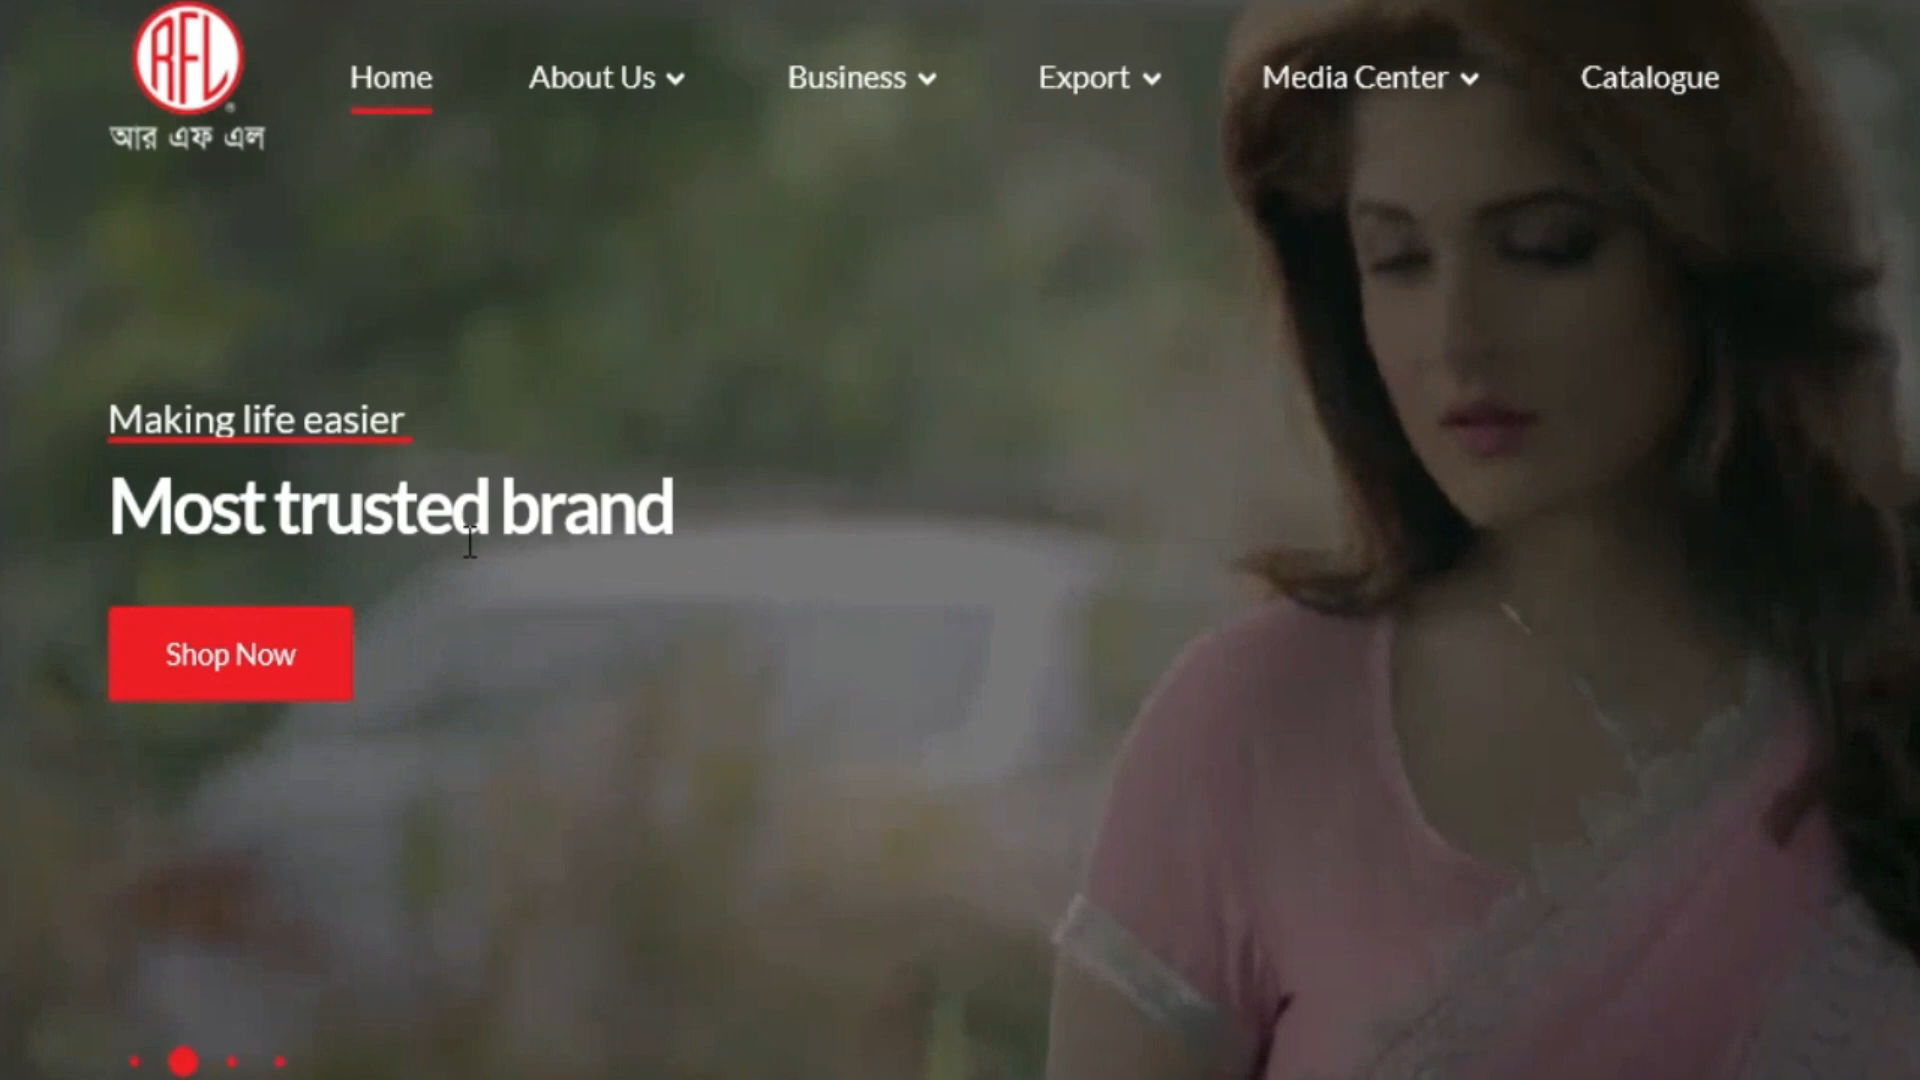 RFL
আর এফ এল
Home
About Us
Business
Export
Media Center
Catalogue
Making life easier
Most trusted brand
Shop Now